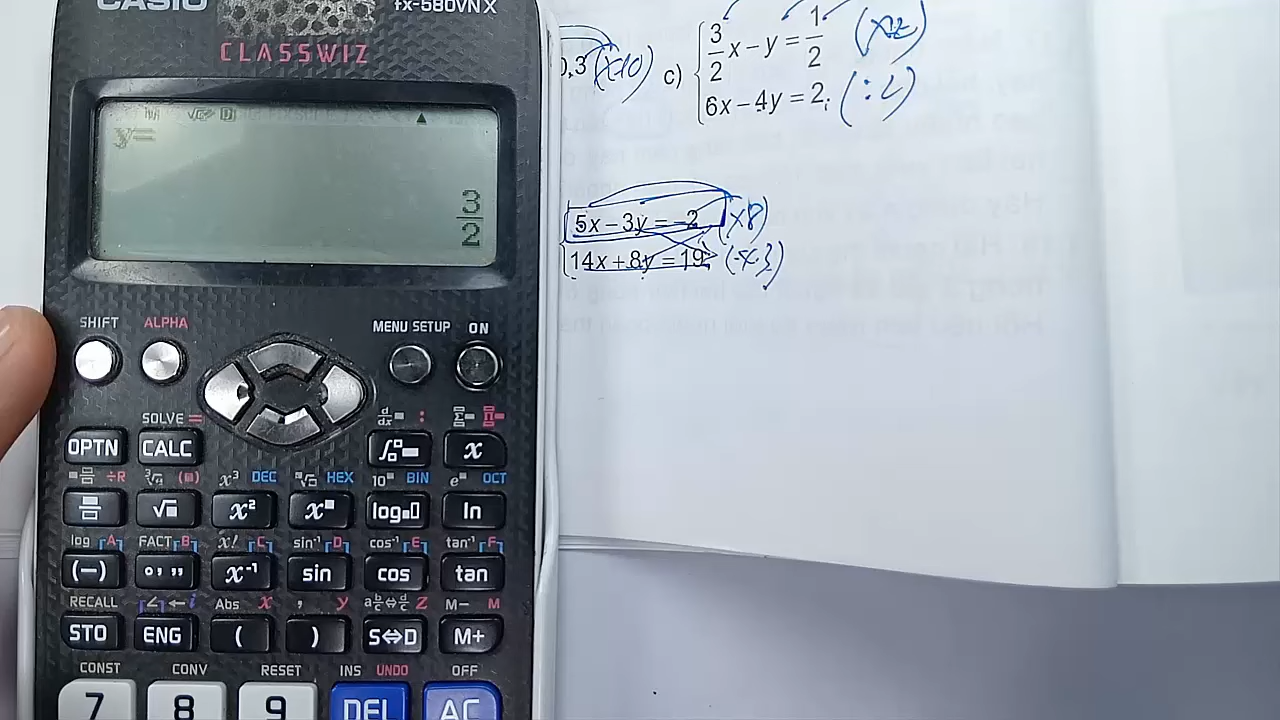 CASIO fx-580VN X
CLASSWIZ
y=
3
2
SHIFT ALPHA MENU SETUP ON
SOLVE = d/dx : 
OPTN CALC x
÷R x³ DEC HEX 10■ BIN e■ OCT
x² x■ log■□ ln
log A FACT B x! C sin⁻¹ D cos⁻¹ E tan⁻¹ F
(−) x⁻¹ sin cos tan
RECALL ∠ ← i Abs x , y a b/c⇔d/c z M− M
STO ENG ( ) S⇔D M+
CONST CONV RESET INS UNDO OFF
7 8 9 DEL AC
0,3 (x10) c) 3/2 x − y = 1/2 (x2)
6x − 4y = 2. (:2)
5x − 3y = −2 (x8)
14x + 8y = 19 (x3)